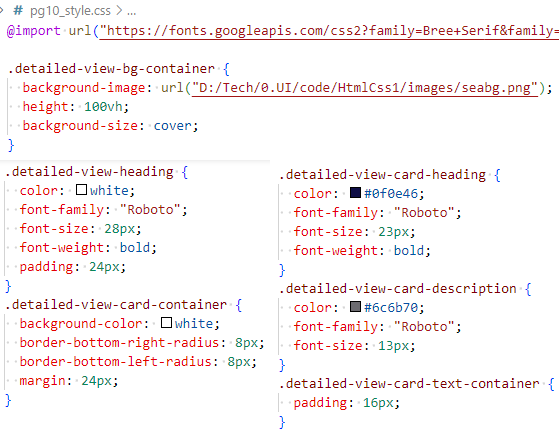 > # pg10_style.css > ...
@import url("https://fonts.googleapis.com/css2?family=Bree+Serif&family=
.detailed-view-bg-container {
background-image: url("D:/Tech/0.UI/code/HtmlCss1/images/seabg.png");
height: 100vh;
background-size: cover;
}
.detailed-view-heading {
color: white;
font-family: "Roboto";
font-size: 28px;
font-weight: bold;
padding: 24px;
}
.detailed-view-card-container {
background-color: white;
border-bottom-right-radius: 8px;
border-bottom-left-radius: 8px;
margin: 24px;
}
.detailed-view-card-heading {
color: #0f0e46;
font-family: "Roboto";
font-size: 23px;
font-weight: bold;
}
.detailed-view-card-description {
color: #6c6b70;
font-family: "Roboto";
font-size: 13px;
}
.detailed-view-card-text-container {
padding: 16px;
}